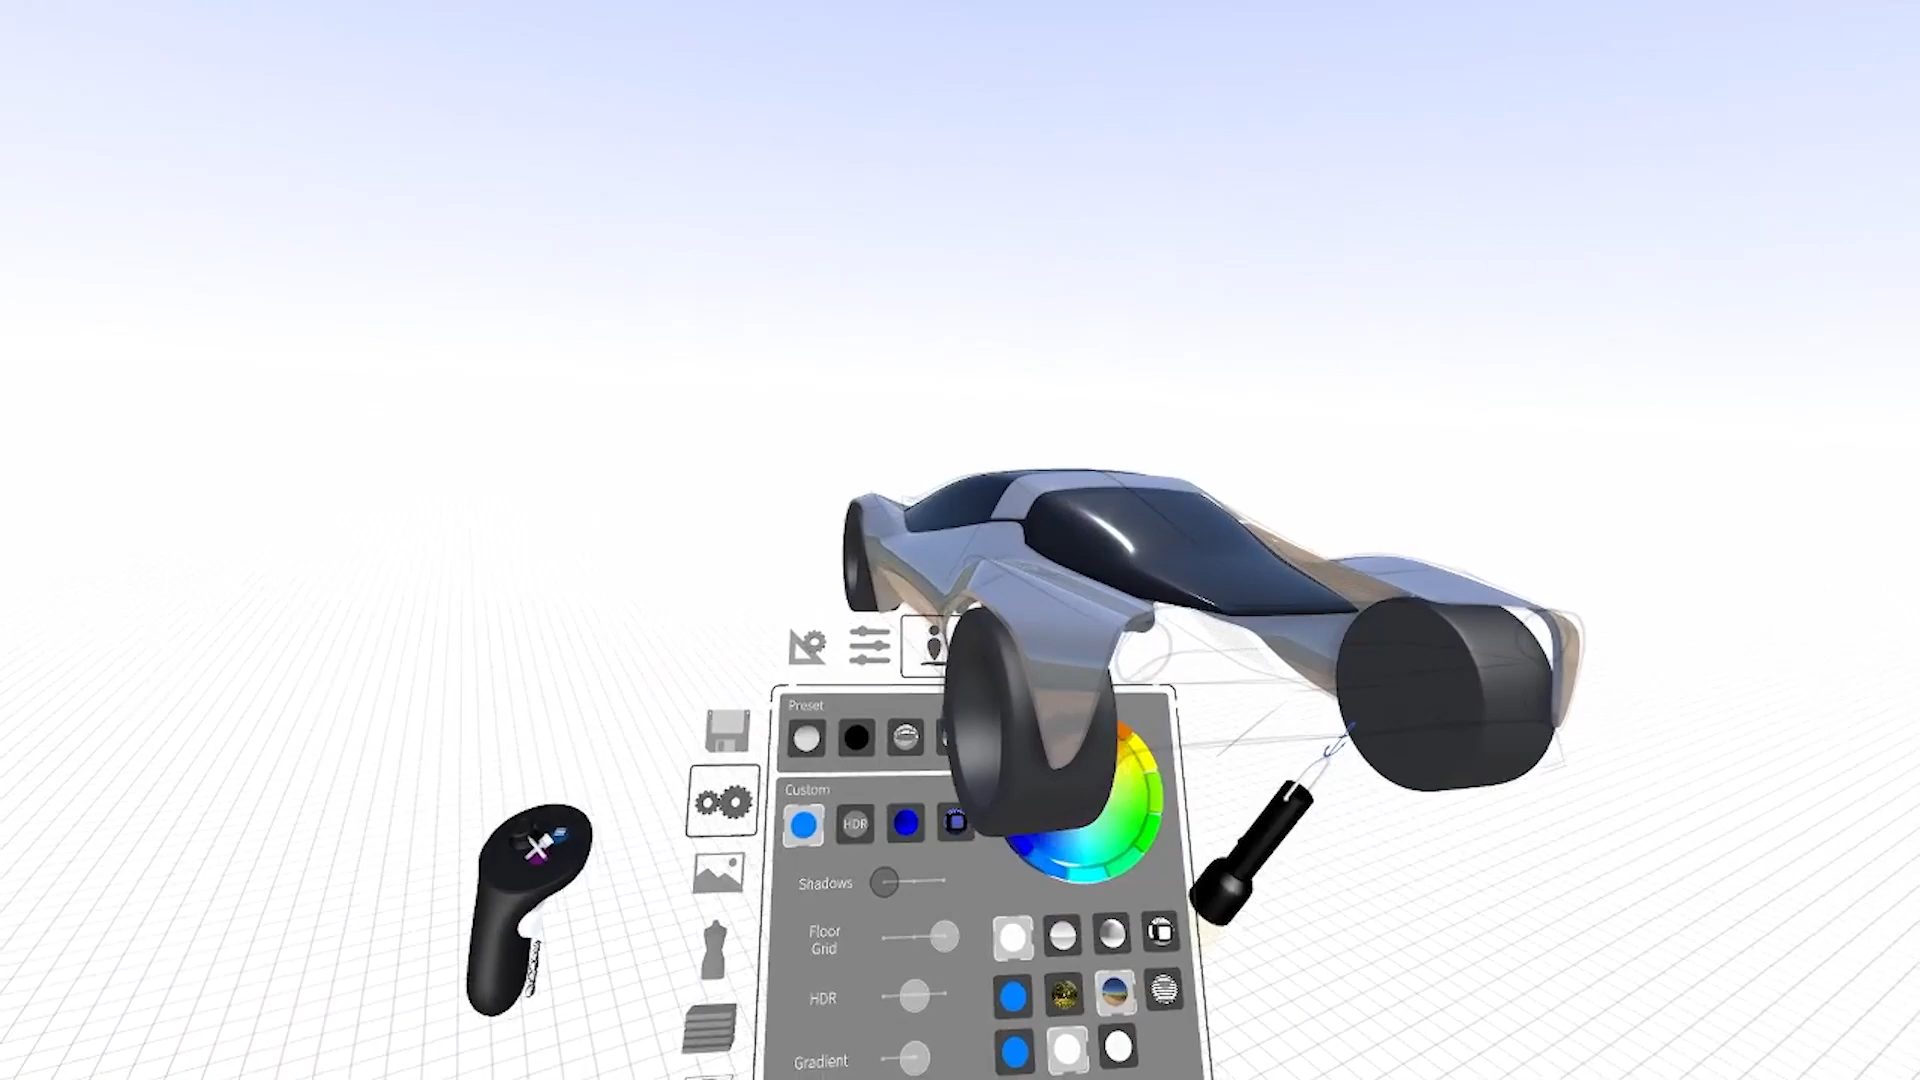 Preset
Custom
HDR
Shadows
Floor
Grid
HDR
Gradient